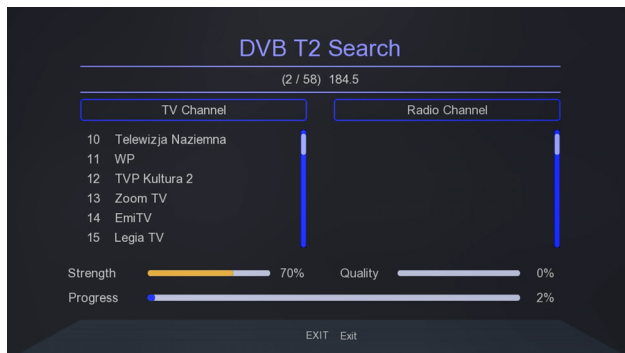 DVB T2 Search
(2 / 58) 184.5
TV Channel Radio Channel
10 Telewizja Naziemna
11 WP
12 TVP Kultura 2
13 Zoom TV
14 EmiTV
15 Legia TV
Strength 70% Quality 0%
Progress 2%
EXIT Exit